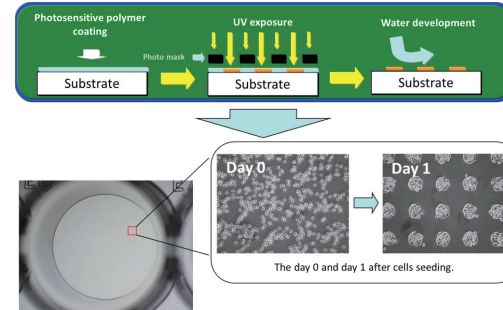 Photosensitive polymer
coating
UV exposure
Water development
Photo mask
Substrate
Substrate
Substrate
Day 0
Day 1
The day 0 and day 1 after cells seeding.